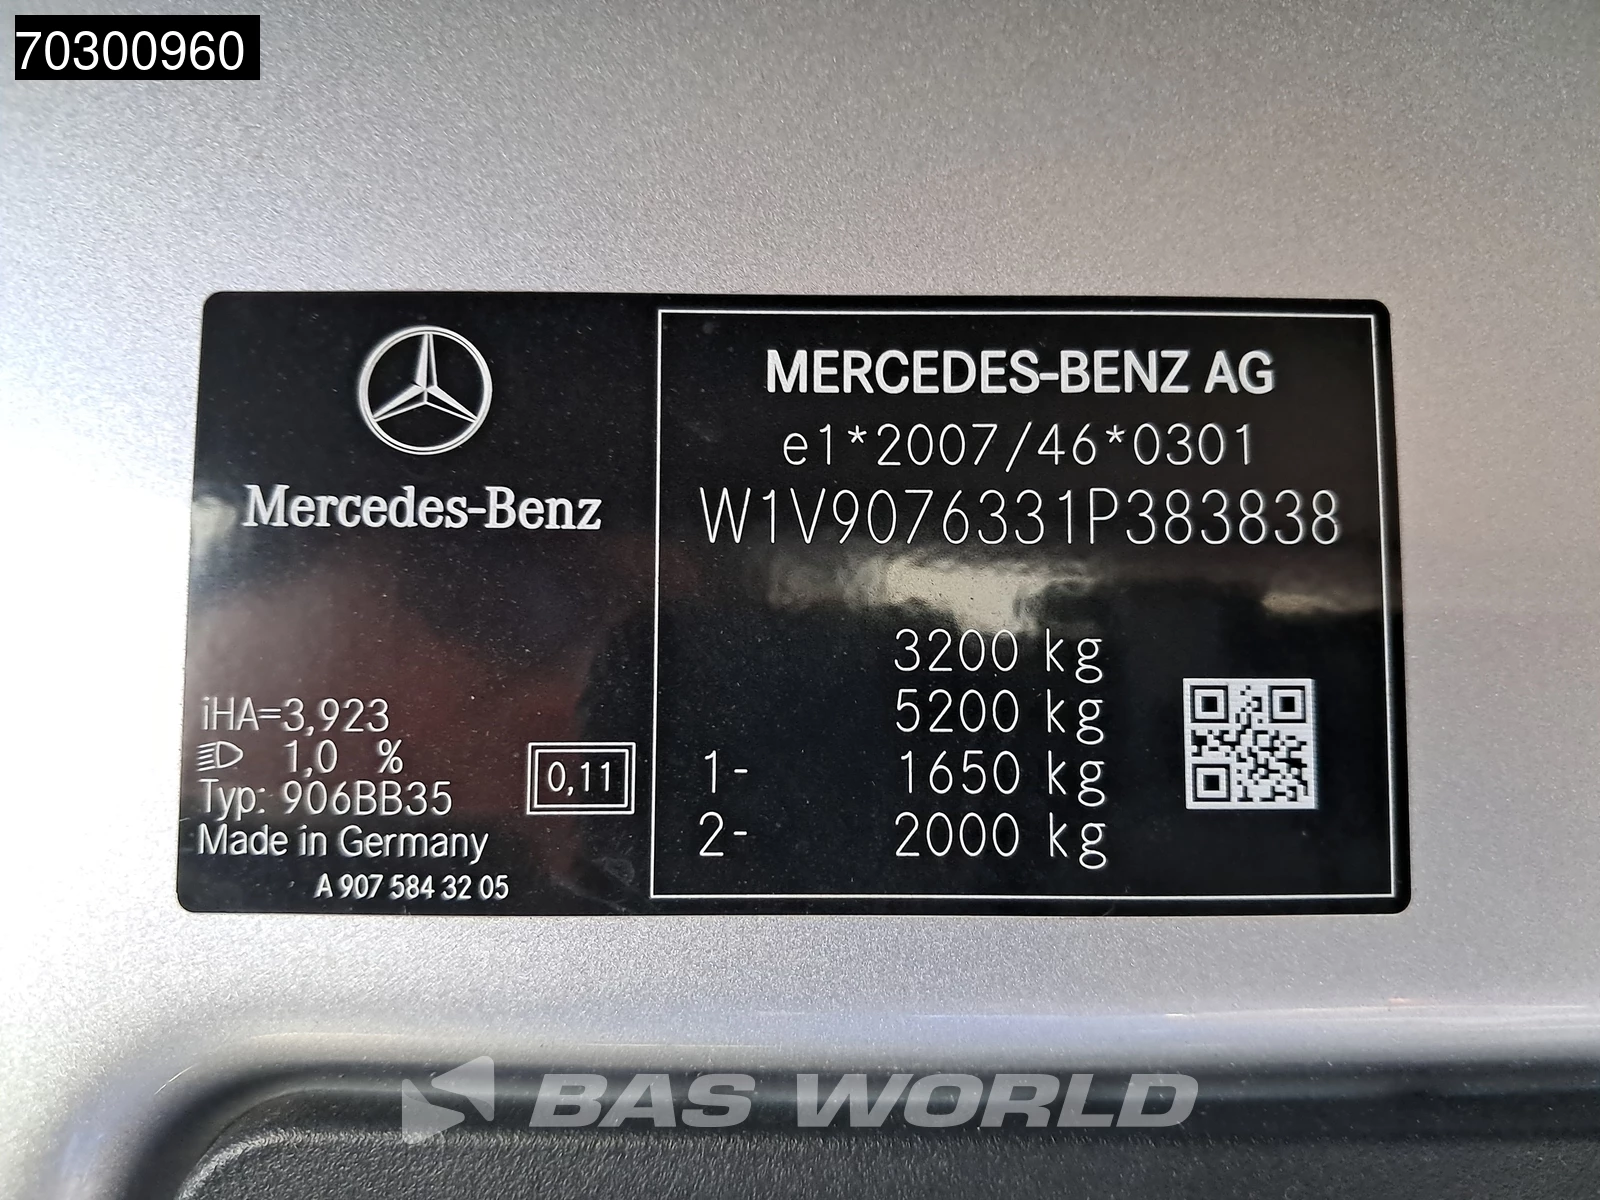 70300960
Mercedes-Benz
iHA=3,923
1,0 %
Typ: 906BB35
0,11
Made in Germany
A 907 584 32 05
MERCEDES-BENZ AG
e1*2007/46*0301
W1V9076331P383838
3200 kg
5200 kg
1- 1650 kg
2- 2000 kg
BAS WORLD